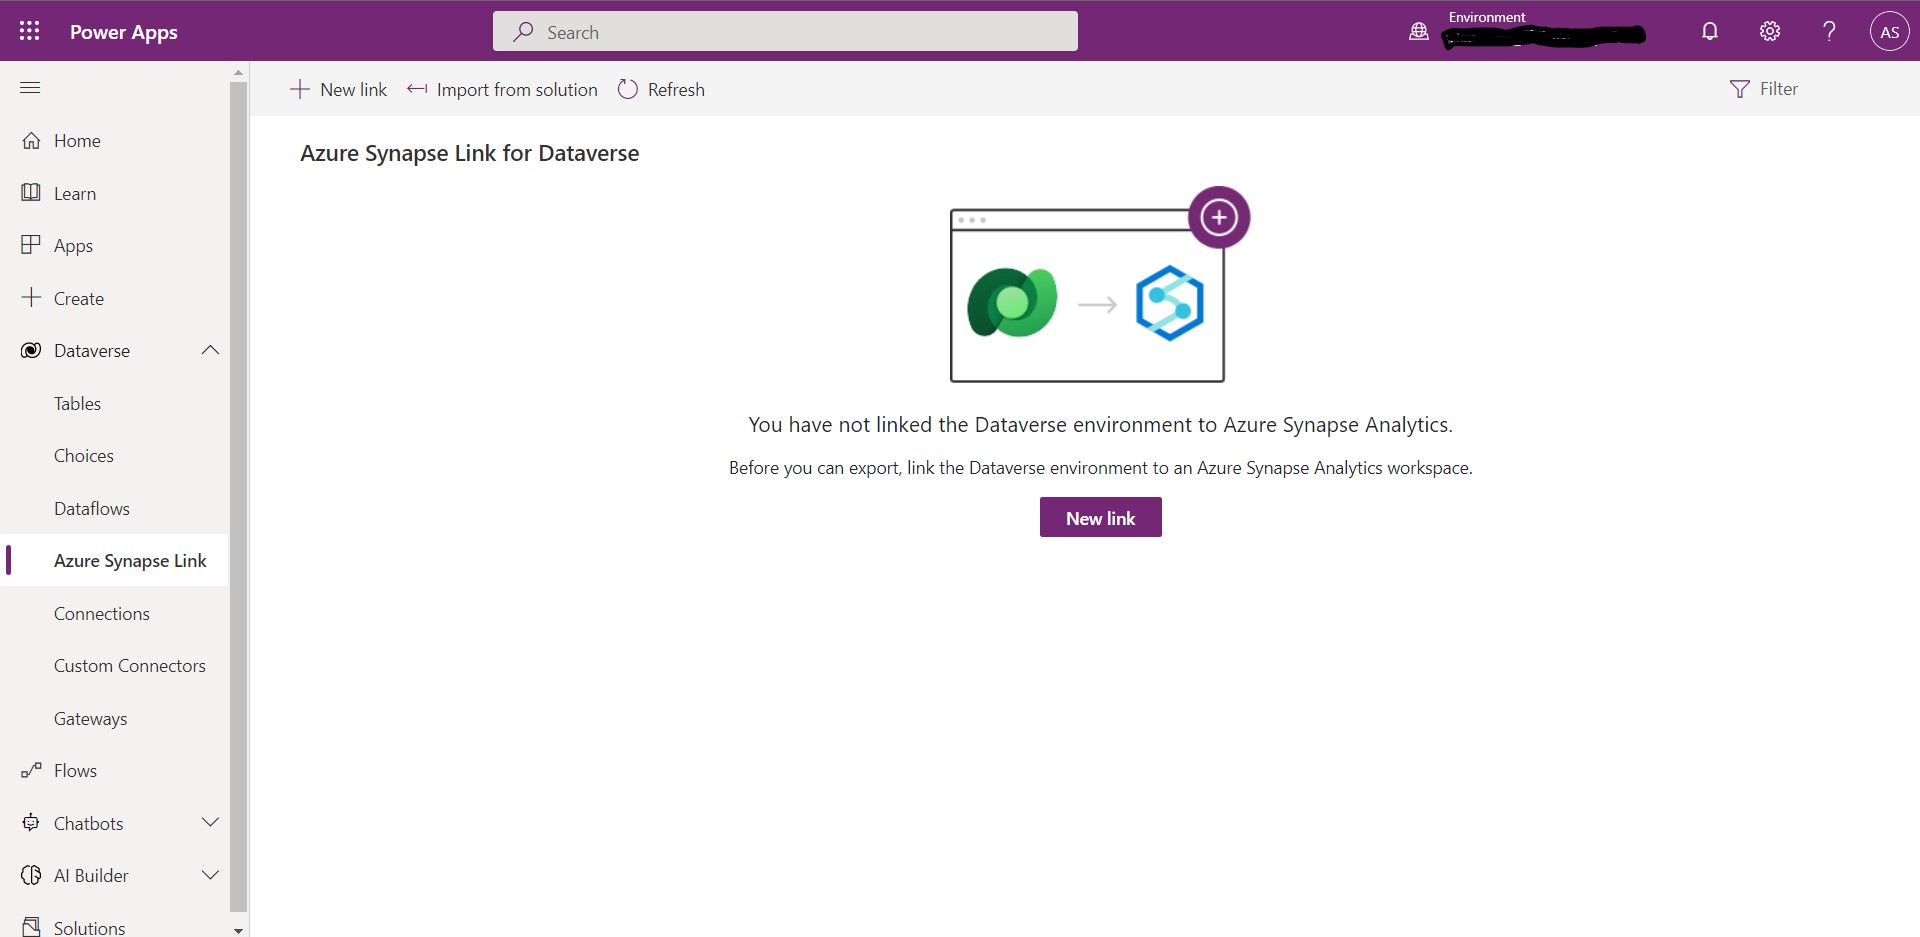 Power Apps
Search
Environment
AS
New link
Import from solution
Refresh
Filter
Home
Learn
Apps
Create
Dataverse
Tables
Choices
Dataflows
Azure Synapse Link
Connections
Custom Connectors
Gateways
Flows
Chatbots
AI Builder
Solutions
Azure Synapse Link for Dataverse
You have not linked the Dataverse environment to Azure Synapse Analytics.
Before you can export, link the Dataverse environment to an Azure Synapse Analytics workspace.
New link